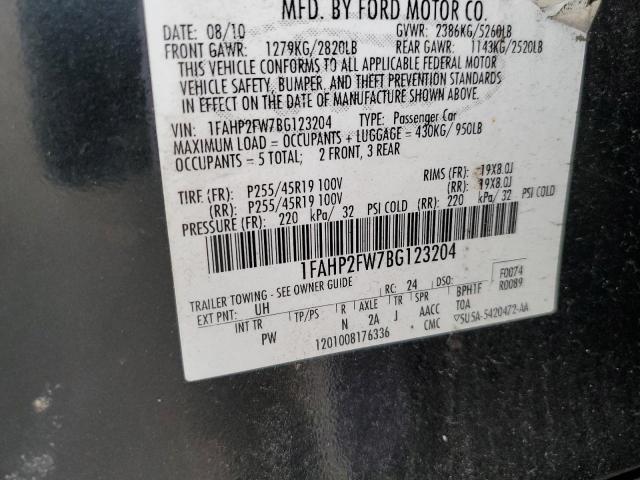 MFD. BY FORD MOTOR CO.
DATE: 08/10 GVWR: 2386KG/5260LB
FRONT GAWR: 1279KG/2820LB REAR GAWR: 1143KG/2520LB
THIS VEHICLE CONFORMS TO ALL APPLICABLE FEDERAL MOTOR
VEHICLE SAFETY, BUMPER, AND THEFT PREVENTION STANDARDS
IN EFFECT ON THE DATE OF MANUFACTURE SHOWN ABOVE.
VIN: 1FAHP2FW7BG123204 TYPE: Passenger Car
MAXIMUM LOAD = OCCUPANTS + LUGGAGE = 430KG/950LB
OCCUPANTS = 5 TOTAL; 2 FRONT, 3 REAR
TIRE (FR): P255/45R19 100V RIMS (FR): 19X8.0J
(RR): P255/45R19 100V (RR): 19X8.0J
PRESSURE (FR): 220 kPa/ 32 PSI COLD (RR): 220 kPa/ 32 PSI COLD
1FAHP2FW7BG123204
TRAILER TOWING - SEE OWNER GUIDE F0074
EXT PNT: UH RC: 24 DSO: R0089
INT TR TP/PS R AXLE TR SPR BPHTF
PW N 2A J AACC TOA
1201008176336 CMC 5U5A-5420472-AA